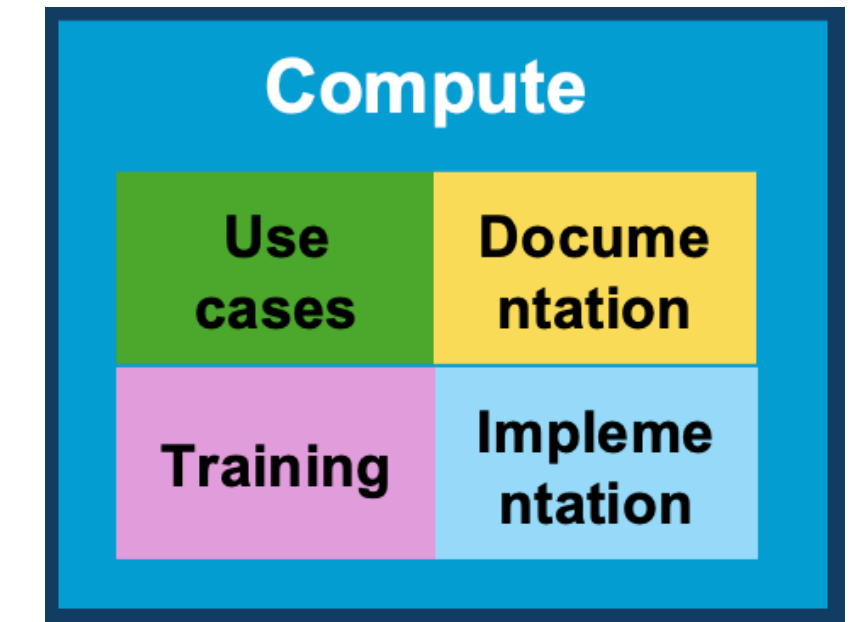 Compute
Use
cases
Docume
ntation
Training
Impleme
ntation